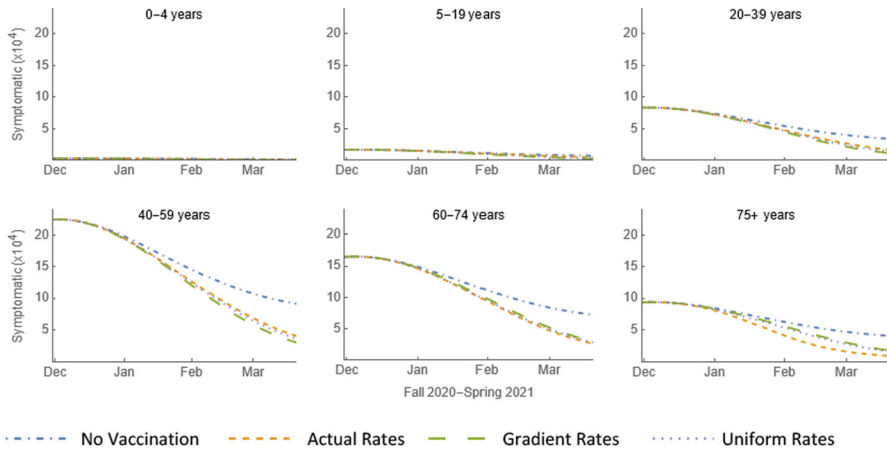 0–4 years
5–19 years
20–39 years
Symptomatic (x10⁴)
20
15
10
5
Dec Jan Feb Mar
20
15
10
5
Dec Jan Feb Mar
20
15
10
5
Dec Jan Feb Mar
40–59 years
60–74 years
75+ years
Symptomatic (x10⁴)
20
15
10
5
Dec Jan Feb Mar
20
15
10
5
Dec Jan Feb Mar
20
15
10
5
Dec Jan Feb Mar
Fall 2020–Spring 2021
No Vaccination Actual Rates Gradient Rates Uniform Rates